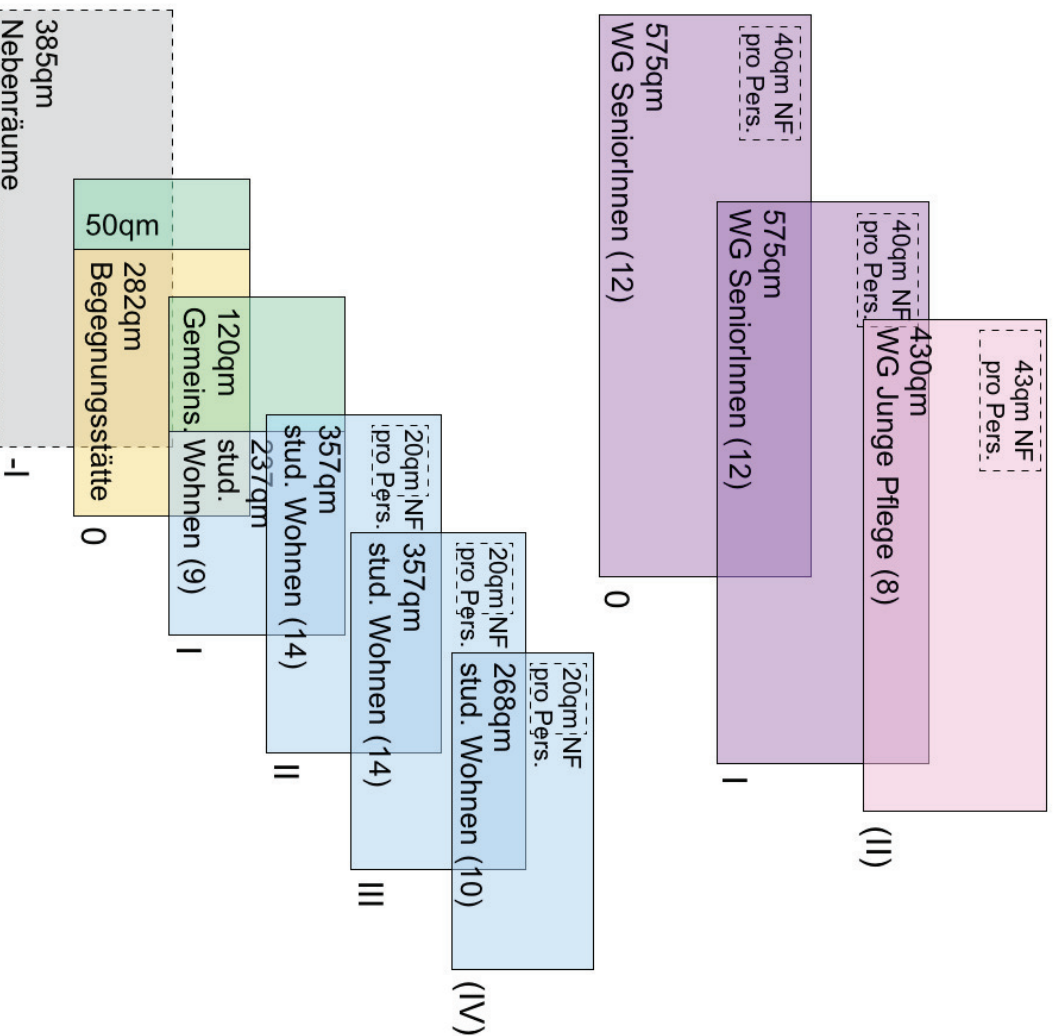 40qm NF
pro Pers.
575qm
WG SeniorInnen (12)
0
40qm NF
pro Pers.
575qm
WG SeniorInnen (12)
I
43qm NF
pro Pers.
430qm
WG Junge Pflege (8)
(II)
385qm
Nebenräume
-I
50qm
282qm
Begegnungsstätte
0
120qm
Gemeins.
237qm
stud.
Wohnen (9)
I
20qm NF
pro Pers.
357qm
stud. Wohnen (14)
II
20qm NF
pro Pers.
357qm
stud. Wohnen (14)
III
20qm NF
pro Pers.
268qm
stud. Wohnen (10)
(IV)